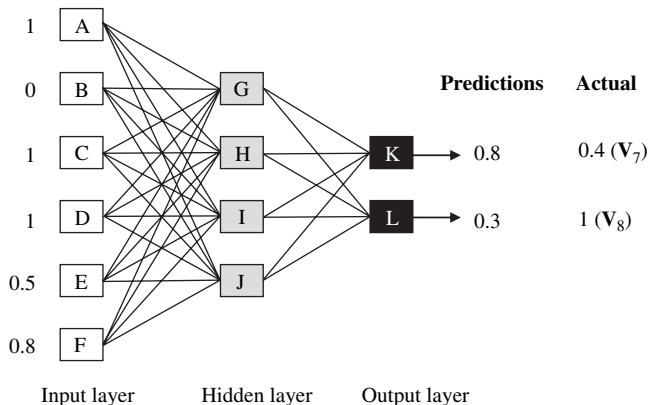 1 A
G
0 B
Predictions Actual
1 C
H
K
0.8
0.4 (V7)
1 D
I
L
0.3
1 (V8)
0.5 E
J
0.8 F
Input layer Hidden layer Output layer